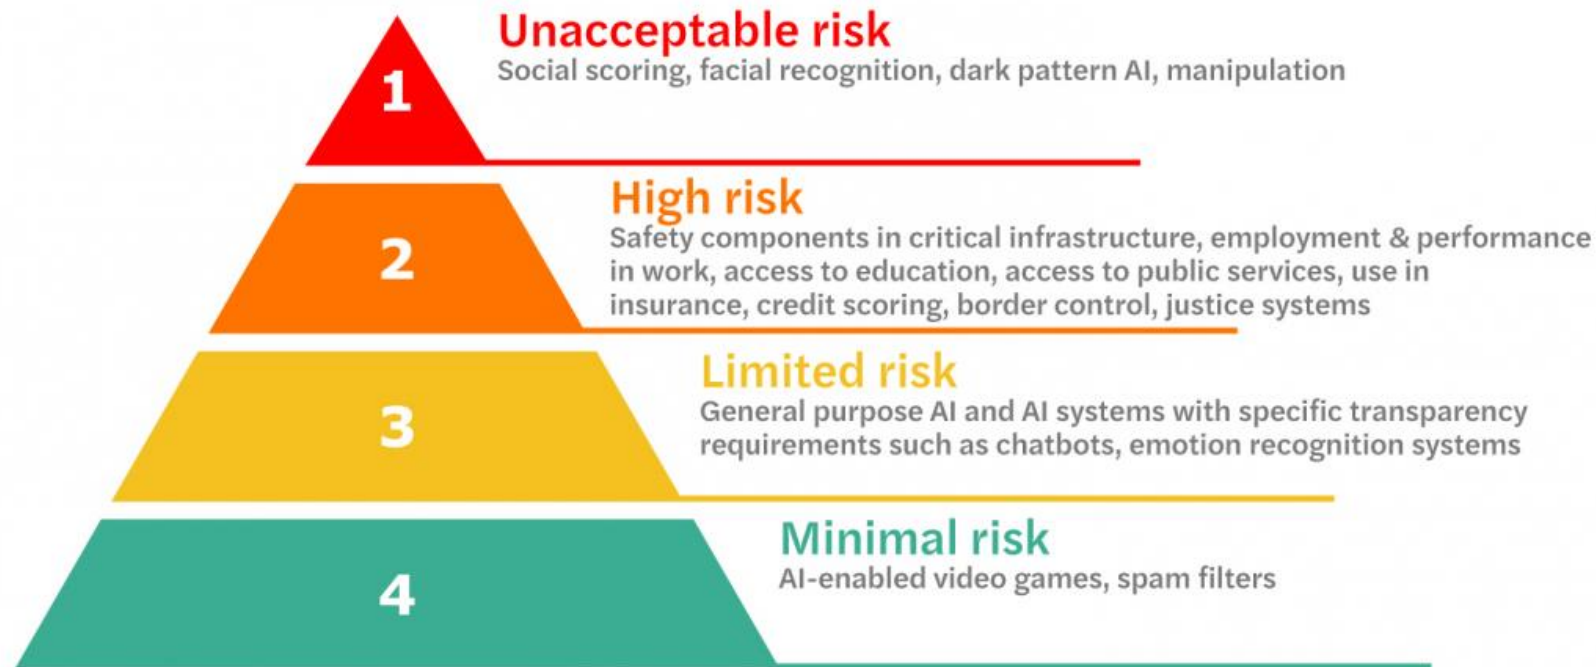 1
Unacceptable risk
Social scoring, facial recognition, dark pattern AI, manipulation
2
High risk
Safety components in critical infrastructure, employment & performance
in work, access to education, access to public services, use in
insurance, credit scoring, border control, justice systems
3
Limited risk
General purpose AI and AI systems with specific transparency
requirements such as chatbots, emotion recognition systems
4
Minimal risk
AI-enabled video games, spam filters